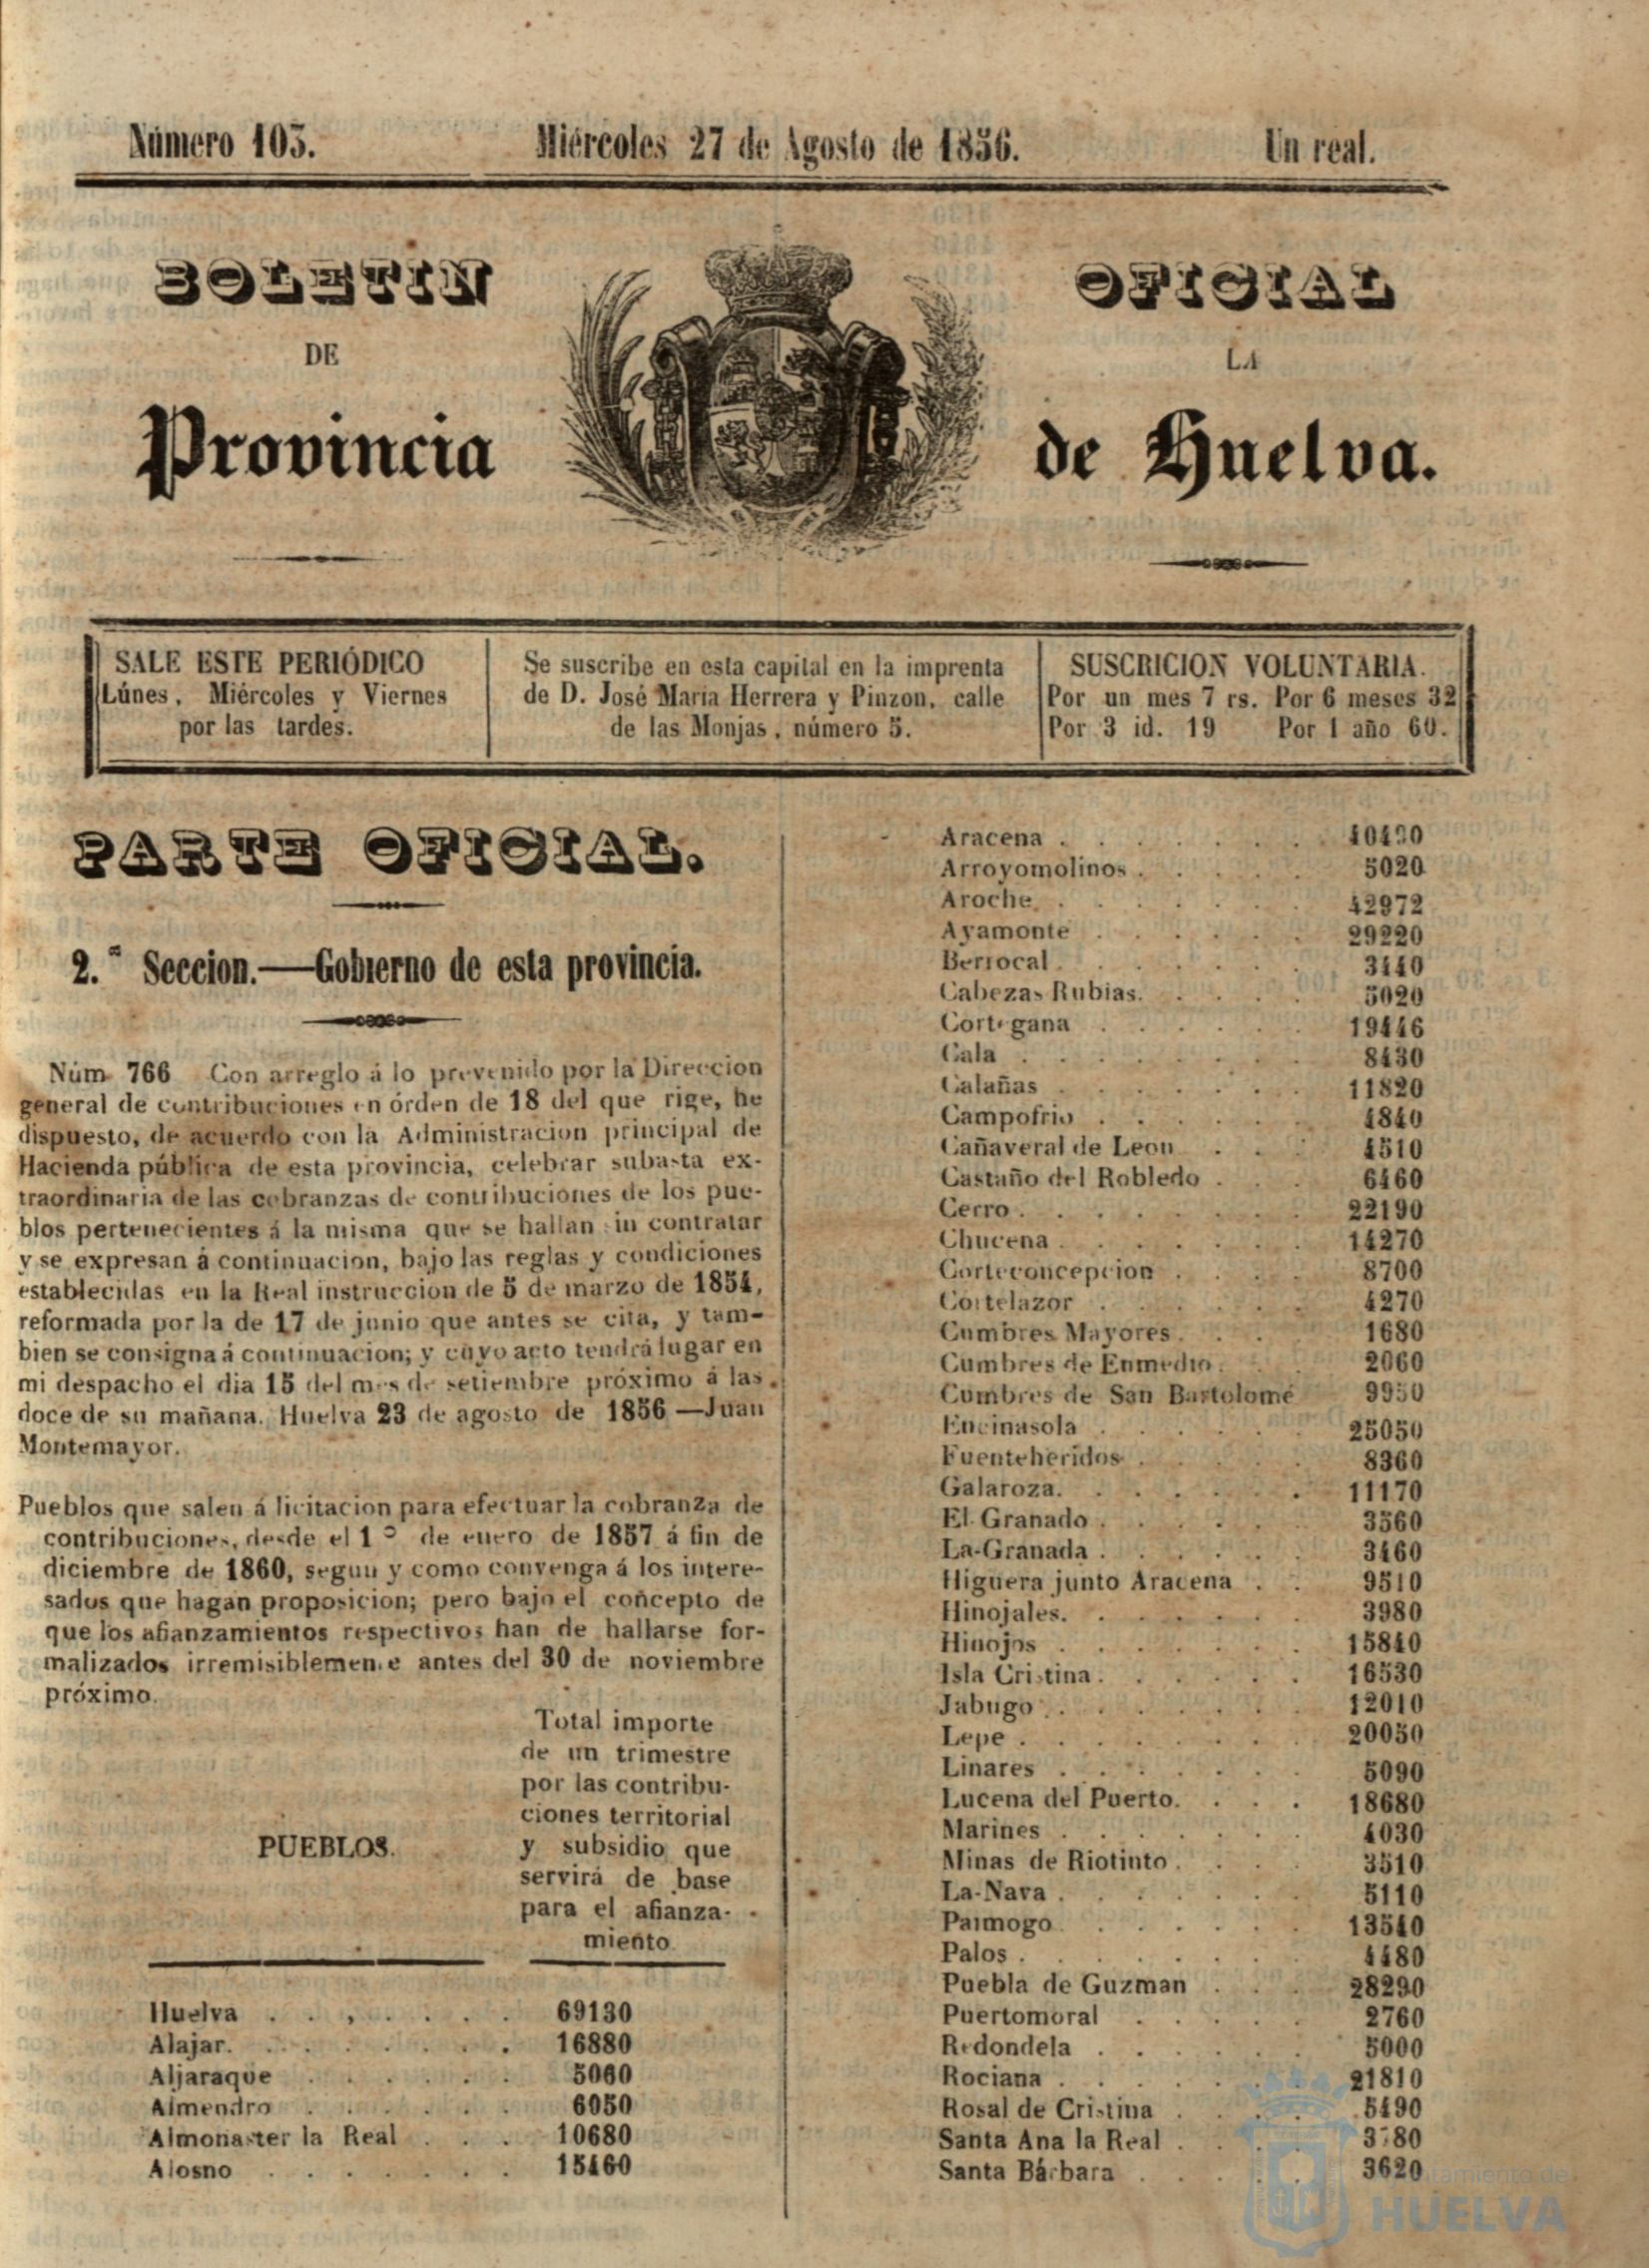 Número 103.
Miércoles 27 de Agosto de 1856.
Un real.
BOLETIN
OFICIAL
DE
LA
Provincia
de Huelva.
SALE ESTE PERIÓDICO
Lúnes, Miércoles y Viernes
por las tardes.
Se suscribe en esta capital en la imprenta
de D. José María Herrera y Pinzon, calle
de las Monjas, número 5.
SUSCRICION VOLUNTARIA.
Por un mes 7 rs. Por 6 meses 32
Por 3 id. 19 Por 1 año 60.
PARTE OFICIAL.
2.ª Seccion.—Gobierno de esta provincia.
Núm 766 Con arreglo á lo prevenido por la Direccion
general de contribuciones en órden de 18 del que rige, he
dispuesto, de acuerdo con la Administracion principal de
Hacienda pública de esta provincia, celebrar subasta ex-
traordinaria de las cobranzas de contribuciones de los pue-
blos pertenecientes á la misma que se hallan sin contratar
y se expresan á continuacion, bajo las reglas y condiciones
establecidas en la Real instruccion de 5 de marzo de 1854,
reformada por la de 17 de junio que antes se cita, y tam-
bien se consigna á continuacion; y cuyo acto tendrá lugar en
mi despacho el dia 15 del mes de setiembre próximo á las
doce de su mañana. Huelva 23 de agosto de 1856—Juan
Montemayor.
Pueblos que salen á licitacion para efectuar la cobranza de
contribuciones, desde el 1º de enero de 1857 á fin de
diciembre de 1860, segun y como convenga á los intere-
sados que hagan proposicion; pero bajo el concepto de
que los afianzamientos respectivos han de hallarse for-
malizados irremisiblemente antes del 30 de noviembre
próximo.
Total importe
de un trimestre
por las contribu-
ciones territorial
y subsidio que
servirá de base
para el afianza-
miento
PUEBLOS.
Huelva . . , . . . . 69130
Alajar. . . . . . . . 16880
Aljaraque . . . . . . 5060
Almendro . . . . . . 6050
Almonaster la Real . . . 10680
Alosno . . . . . . . 15460
Aracena . . . . . . .
Arroyomolinos . . . . . 5020
Aroche. . . . . . . . 42972
Ayamonte . . . . . . 29220
Berrocal . . . . . . . 3440
Cabezas Rubias. . . . . 5020
Cortegana . . . . . . 19446
Cala . . . . . . . . 8430
Calañas . . . . . . . 11820
Campofrio . . . . . . 4840
Cañaveral de Leon . . . 4510
Castaño del Robledo . . . 6460
Cerro . . . . . . . . 22190
Chucena . . . . . . . 14270
Corteconcepcion . . . . 8700
Cortelazor . . . . . . 4270
Cumbres Mayores . . . . 1680
Cumbres de Enmedio . . . 2060
Cumbres de San Bartolomé 9950
Encinasola . . . . . . 25050
Fuenteheridos . . . . . 8360
Galaroza. . . . . . . 11170
El Granado . . . . . . 3560
La-Granada . . . . . . 3460
Higuera junto Aracena . . 9510
Hinojales. . . . . . . 3980
Hinojos . . . . . . . 15840
Isla Cristina . . . . . . 16530
Jabugo . . . . . . . 12010
Lepe . . . . . . . . 20050
Linares . . . . . . . 5090
Lucena del Puerto. . . . 18680
Marines . . . . . . . 4030
Minas de Riotinto . . . . 3510
La-Nava . . . . . . . 5110
Paimogo . . . . . . . 13540
Palos . . . . . . . . 4480
Puebla de Guzman . . . 28290
Puertomoral . . . . . 2760
Redondela . . . . . . 5000
Rociana . . . . . . . 21810
Rosal de Cristina . . . . 5490
Santa Ana la Real . . . .
Santa Bárbara . . . . . 3620
Ayuntamiento de
HUELVA